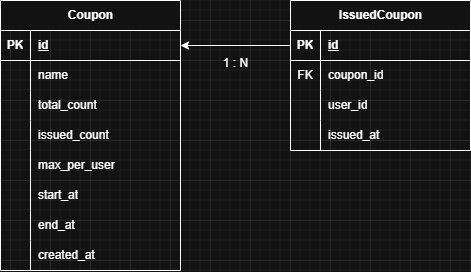 Coupon
PK id
name
total_count
issued_count
max_per_user
start_at
end_at
created_at
1 : N
IssuedCoupon
PK id
FK coupon_id
user_id
issued_at